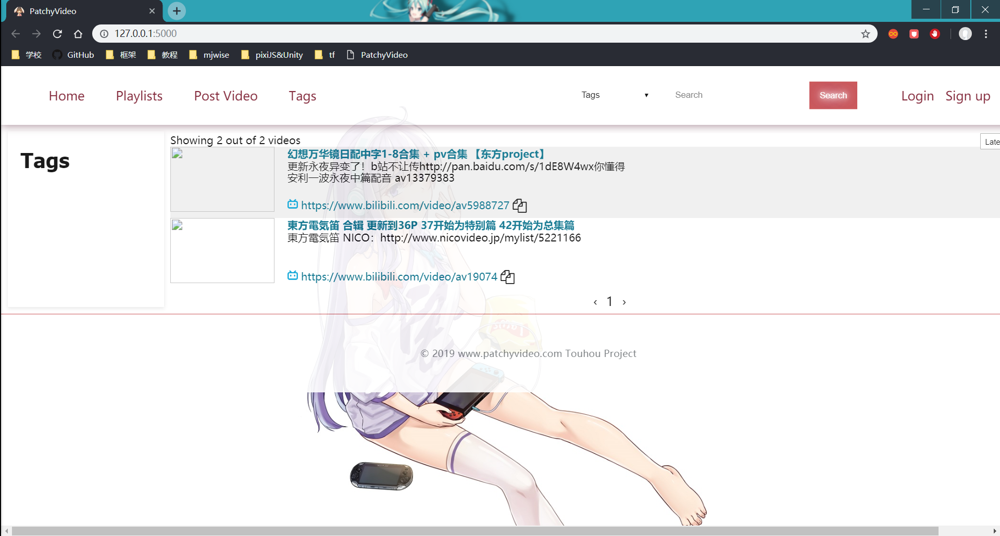 PatchyVideo
127.0.0.1:5000
学校 GitHub 框架 教程 mjwise pixiJS&Unity tf PatchyVideo
Home Playlists Post Video Tags Tags Search Search Login Sign up
Tags
Showing 2 out of 2 videos
Late
幻想万华镜日配中字1-8合集 + pv合集 【东方project】
更新永夜异变了！b站不让传http://pan.baidu.com/s/1dE8W4wx你懂得
安利一波永夜中篇配音 av13379383
https://www.bilibili.com/video/av5988727
東方電気笛 合辑 更新到36P 37开始为特别篇 42开始为总集篇
東方電気笛 NICO：http://www.nicovideo.jp/mylist/5221166
https://www.bilibili.com/video/av19074
‹ 1 ›
© 2019 www.patchyvideo.com Touhou Project